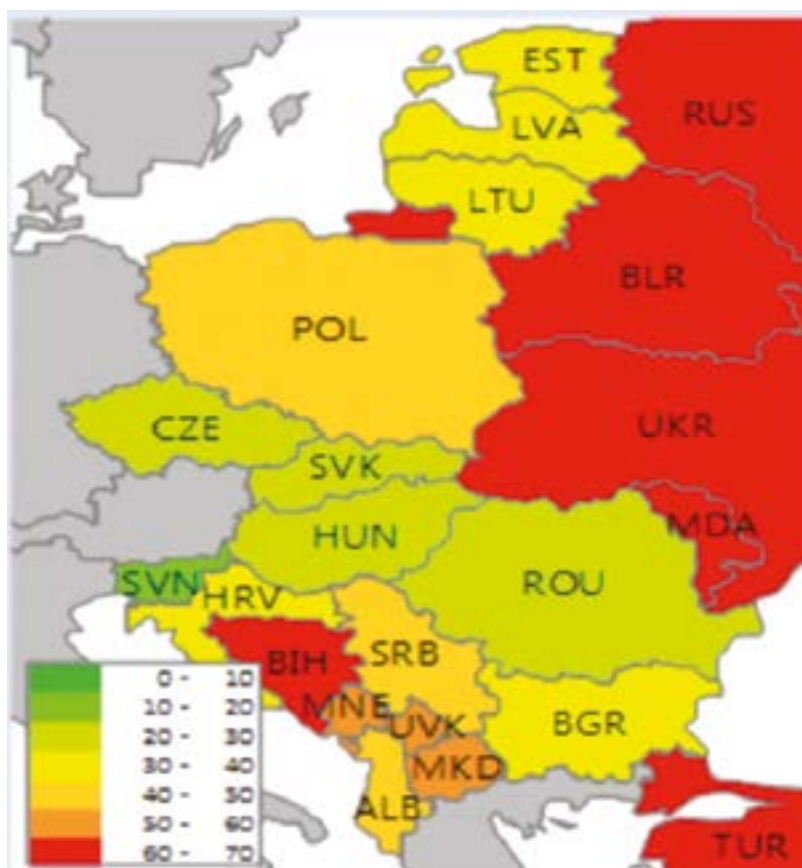 EST
RUS
LVA
LTU
BLR
POL
CZE
UKR
SVK
MDA
HUN
SVN
ROU
HRV
SRB
BIH
MNE
UVK
BGR
MKD
ALB
TUR
0 - 10
10 - 20
20 - 30
30 - 40
40 - 50
50 - 60
60 - 70